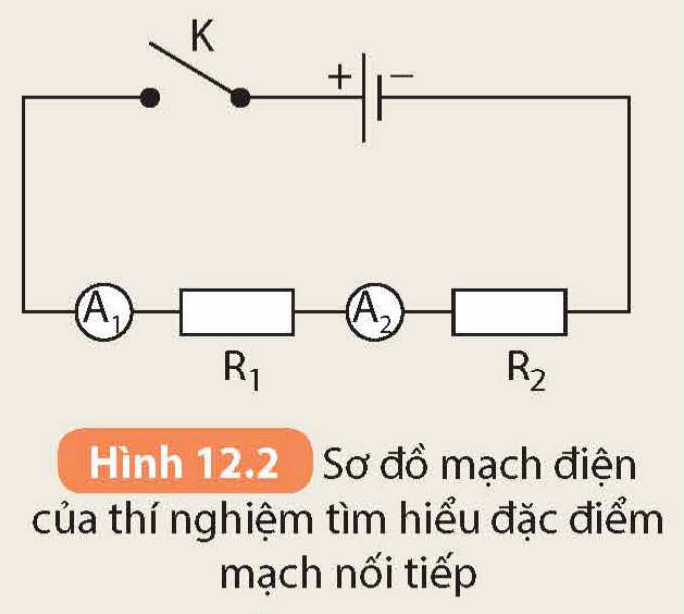 K
+ −
A₁ A₂
R₁ R₂
Hình 12.2 Sơ đồ mạch điện
của thí nghiệm tìm hiểu đặc điểm
mạch nối tiếp